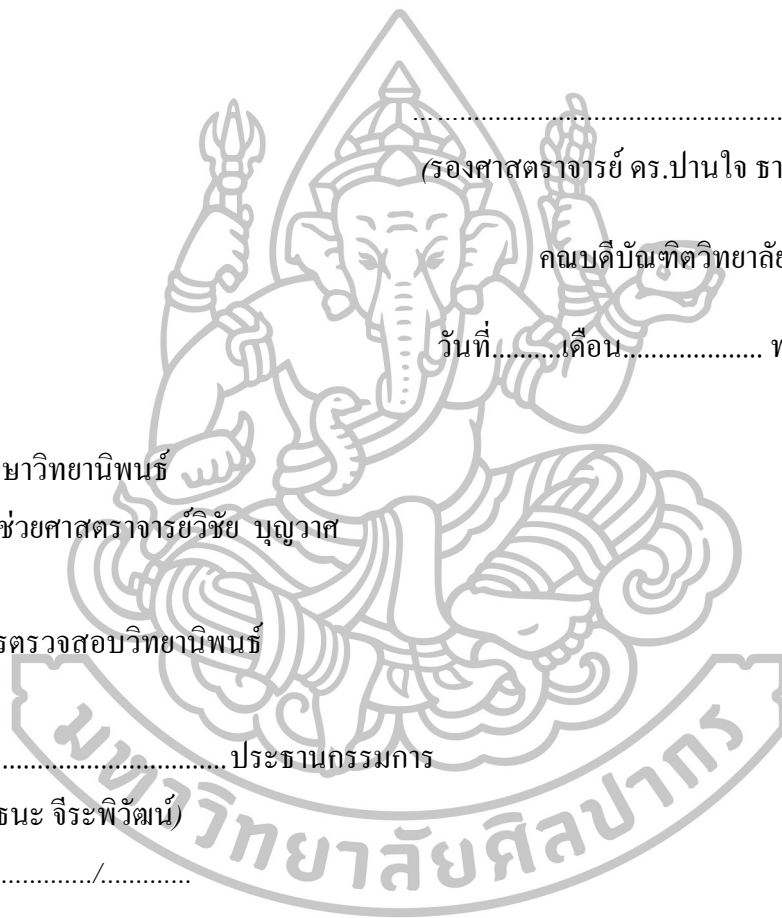 ........................................................
(รองศาสตราจารย์ ดร.ปานใจ ธา
คณบดีบัณฑิตวิทยาลัย
วันที่..........เดือน.................... พ
ษาวิทยานิพนธ์
ช่วยศาสตราจารย์วิชัย บุญวาศ
รตรวจสอบวิทยานิพนธ์
................................ประธานกรรมการ
ธนะ จีระพิวัฒน์)
............../.............
มหาวิทยาลัยศิลปากร